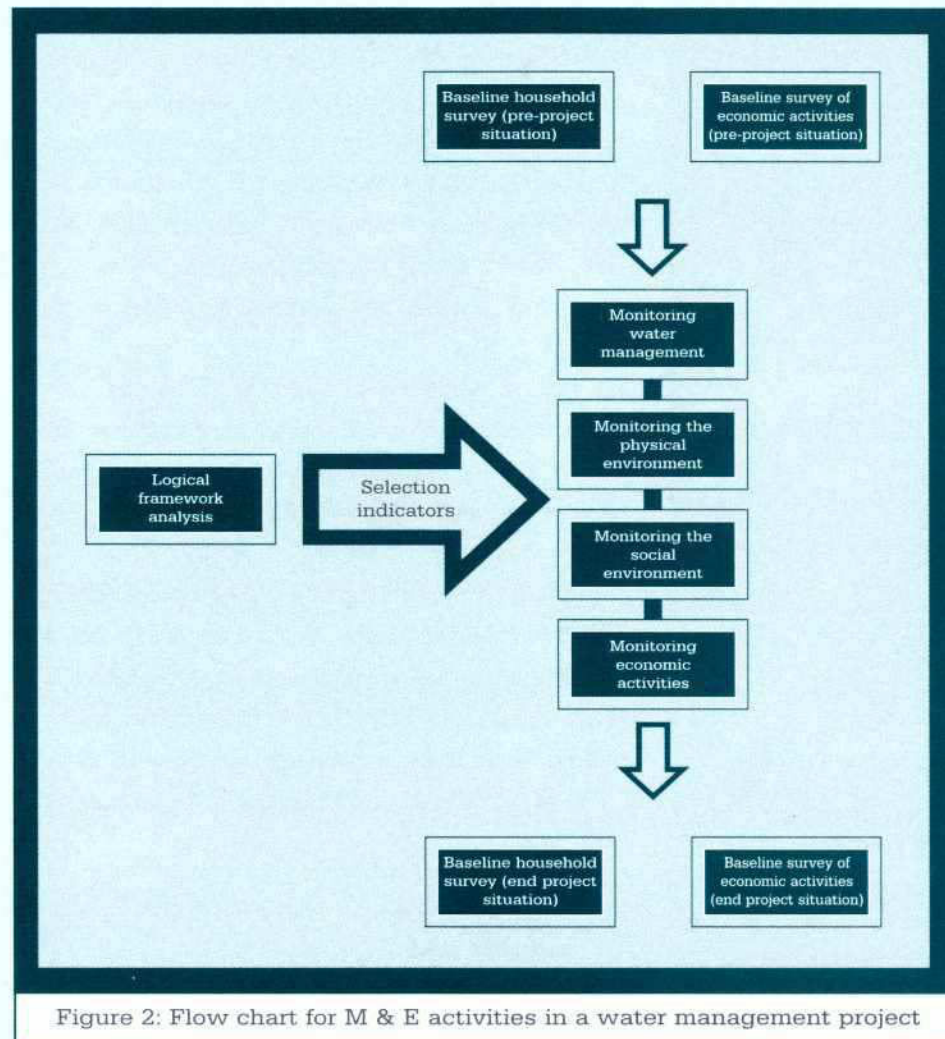 Baseline household
survey (pre-project
situation)
Baseline survey of
economic activities
(pre-project situation)
Monitoring
water
management
Monitoring the
physical
environment
Logical
framework
analysis
Selection
indicators
Monitoring the
social
environment
Monitoring
economic
activities
Baseline household
survey (end project
situation)
Baseline survey of
economic activities
(end project situation)
Figure 2: Flow chart for M & E activities in a water management project